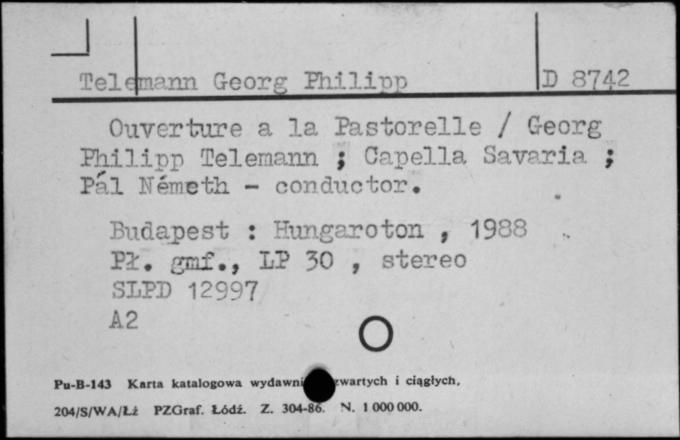 Telemann Georg Philipp D 8742
Ouverture a la Pastorelle / Georg
Philipp Telemann ; Capella Savaria ;
Pál Németh - conductor.
Budapest : Hungaroton , 1988
Pł. gmf., LP 30 , stereo
SLPD 12997
A2
Pu-B-143 Karta katalogowa i ciągłych,
204/S/WA/Łż PZGraf. Łódź. Z. 304-86. N. 1 000 000.